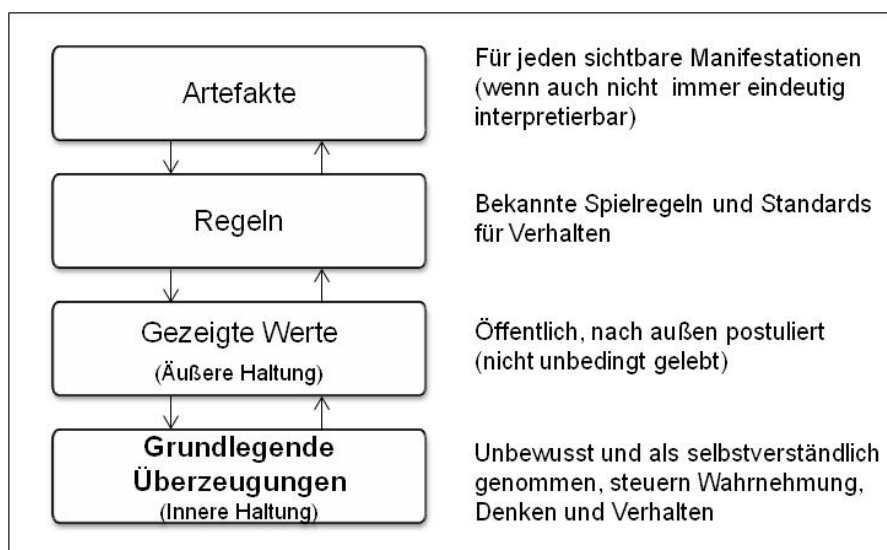 Artefakte
Für jeden sichtbare Manifestationen
(wenn auch nicht immer eindeutig
interpretierbar)
Regeln
Bekannte Spielregeln und Standards
für Verhalten
Gezeigte Werte
(Äußere Haltung)
Öffentlich, nach außen postuliert
(nicht unbedingt gelebt)
Grundlegende
Überzeugungen
(Innere Haltung)
Unbewusst und als selbstverständlich
genommen, steuern Wahrnehmung,
Denken und Verhalten